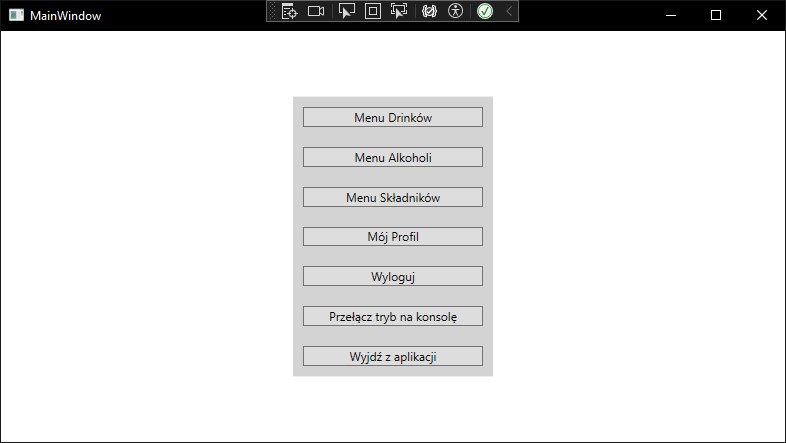 MainWindow
Menu Drinków
Menu Alkoholi
Menu Składników
Mój Profil
Wyloguj
Przełącz tryb na konsolę
Wyjdź z aplikacji